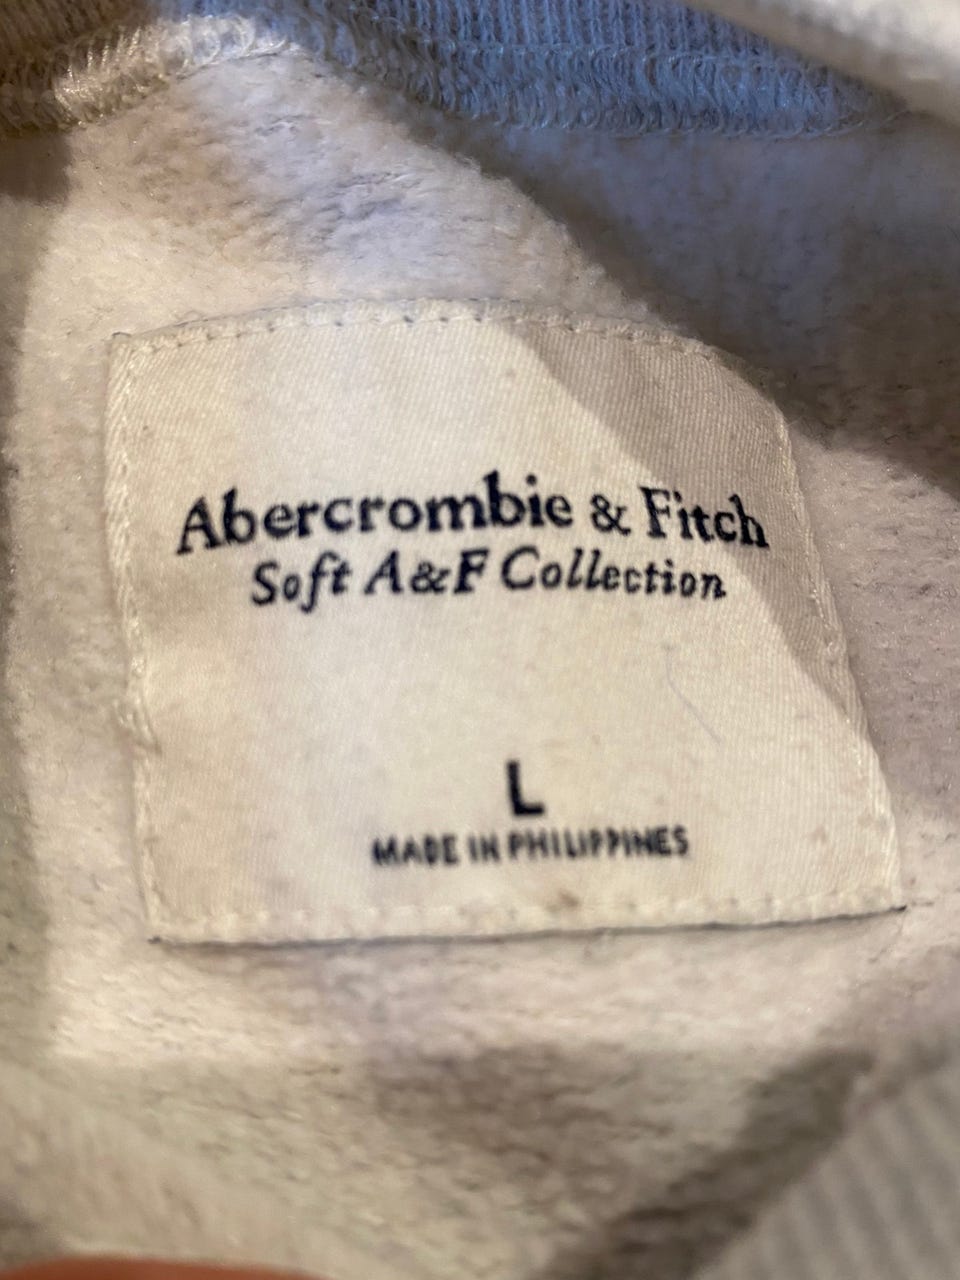 Abercrombie & Fitch
Soft A&F Collection
L
MADE IN PHILIPPINES